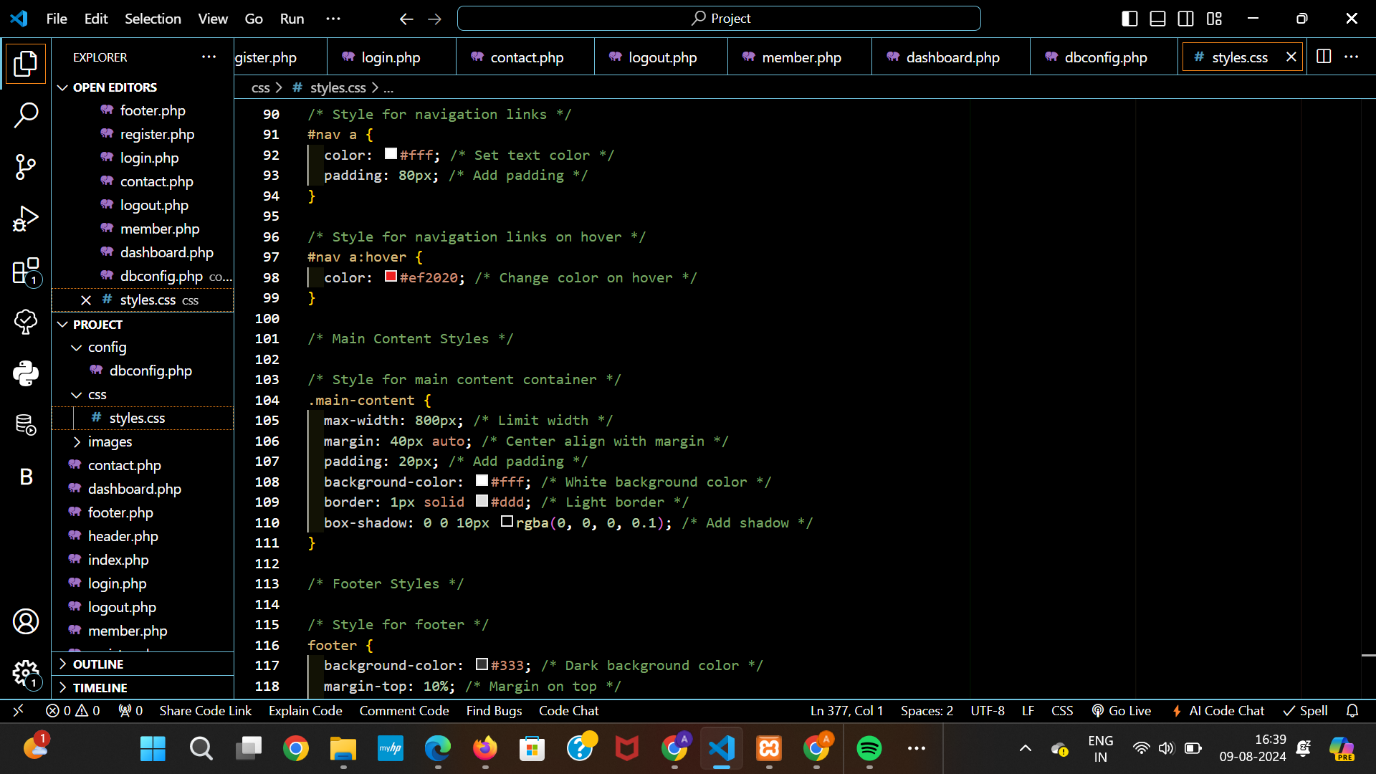 File Edit Selection View Go Run ··· Project
EXPLORER ···
gister.php login.php contact.php logout.php member.php dashboard.php dbconfig.php # styles.css ···
OPEN EDITORS
footer.php
register.php
login.php
contact.php
logout.php
member.php
dashboard.php
dbconfig.php co...
# styles.css css
PROJECT
config
dbconfig.php
css
# styles.css
images
contact.php
dashboard.php
footer.php
header.php
index.php
login.php
logout.php
member.php
OUTLINE
TIMELINE
B
1
1
css > # styles.css > ...
90 /* Style for navigation links */
91 #nav a {
92 color: #fff; /* Set text color */
93 padding: 80px; /* Add padding */
94 }
95
96 /* Style for navigation links on hover */
97 #nav a:hover {
98 color: #ef2020; /* Change color on hover */
99 }
100
101 /* Main Content Styles */
102
103 /* Style for main content container */
104 .main-content {
105 max-width: 800px; /* Limit width */
106 margin: 40px auto; /* Center align with margin */
107 padding: 20px; /* Add padding */
108 background-color: #fff; /* White background color */
109 border: 1px solid #ddd; /* Light border */
110 box-shadow: 0 0 10px rgba(0, 0, 0, 0.1); /* Add shadow */
111 }
112
113 /* Footer Styles */
114
115 /* Style for footer */
116 footer {
117 background-color: #333; /* Dark background color */
118 margin-top: 10%; /* Margin on top */
0 0 0 Share Code Link Explain Code Comment Code Find Bugs Code Chat Ln 377, Col 1 Spaces: 2 UTF-8 LF CSS Go Live AI Code Chat Spell
1 myhp A A ··· ENG 16:39 PRE
IN 09-08-2024